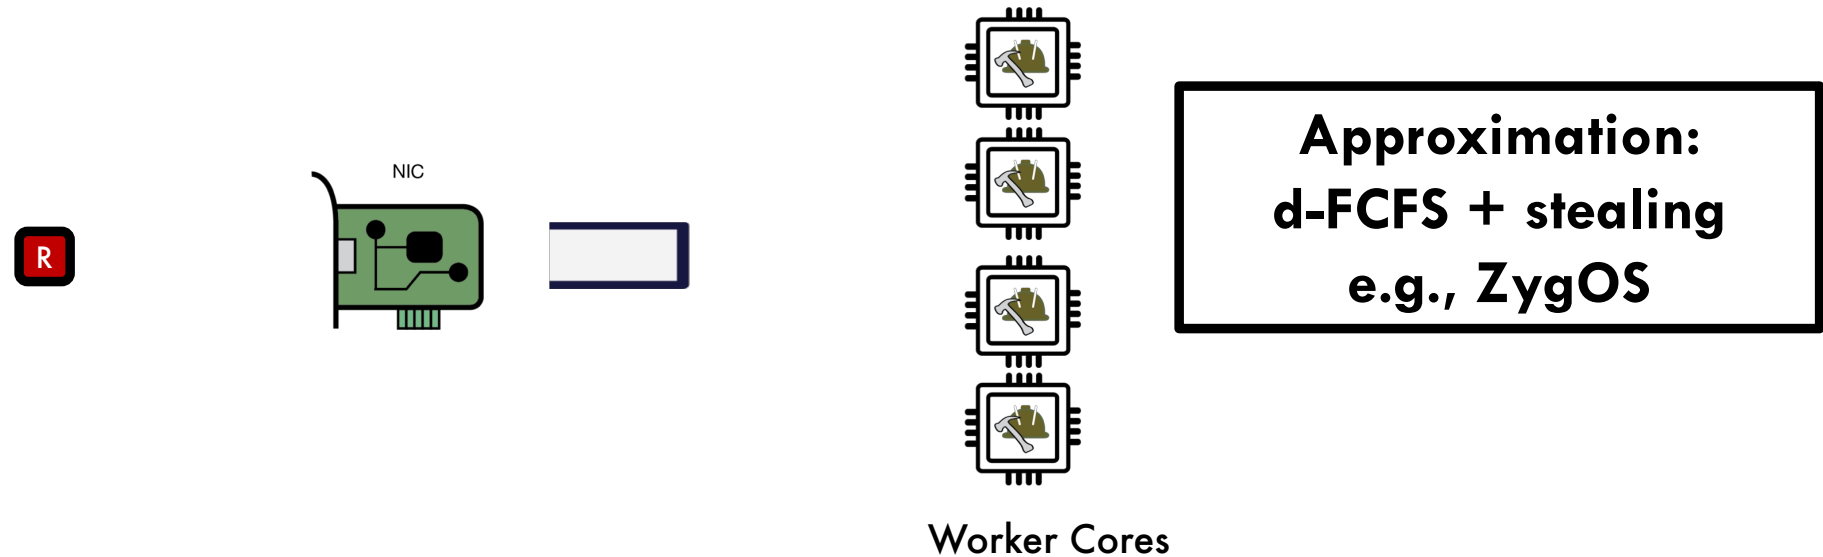 R
NIC
Approximation:
d-FCFS + stealing
e.g., ZygOS
Worker Cores